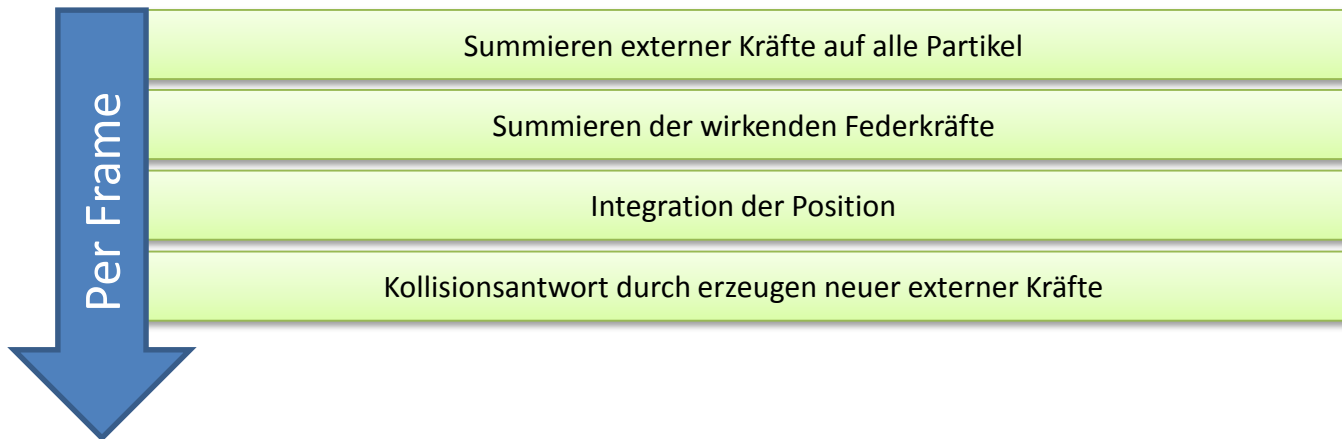 Per Frame
Summieren externer Kräfte auf alle Partikel
Summieren der wirkenden Federkräfte
Integration der Position
Kollisionsantwort durch erzeugen neuer externer Kräfte